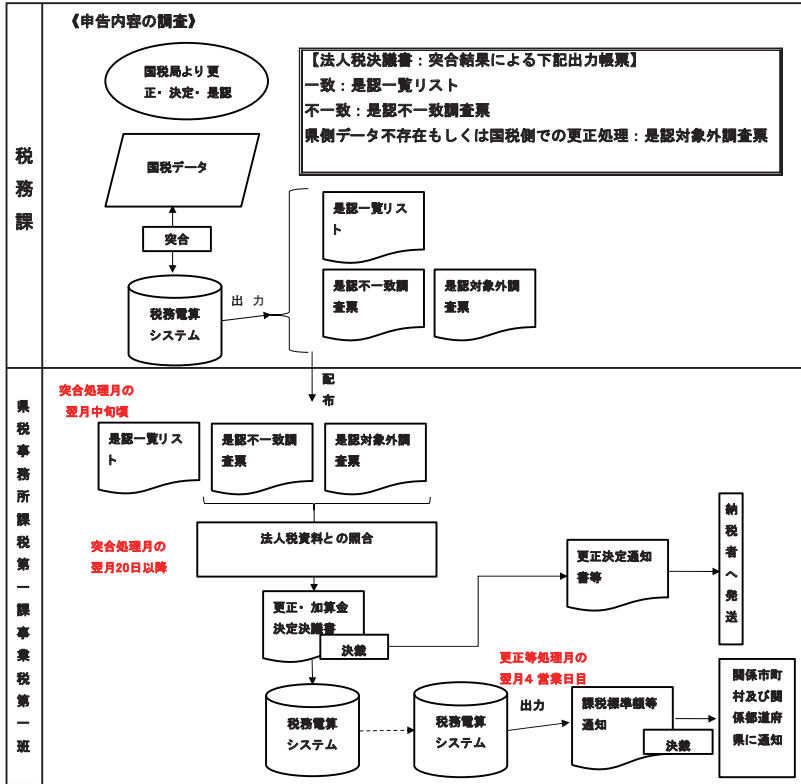 《申告内容の調査》
国税局より更
正・決定・是認
【法人税決議書：突合結果による下記出力帳票】
一致：是認一覧リスト
不一致：是認不一致調査票
県側データ不存在もしくは国税側での更正処理：是認対象外調査票
税務課
国税データ
突合
税務電算
システム
出 力
是認一覧リス
ト
是認不一致調
査票
是認対象外調
査票
配
布
県税事務所課税第一課事業税第一班
突合処理月の
翌月中旬頃
是認一覧リス
ト
是認不一致調
査票
是認対象外調
査票
突合処理月の
翌月20日以降
法人税資料との照合
更正・加算金
決定決議書
決裁
更正決定通知
書等
納税者へ発送
更正等処理月の
翌月4 営業日目
税務電算
システム
税務電算
システム
出力
課税標準額等
通知
決裁
関係市町
村及び関
係都道府
県に通知